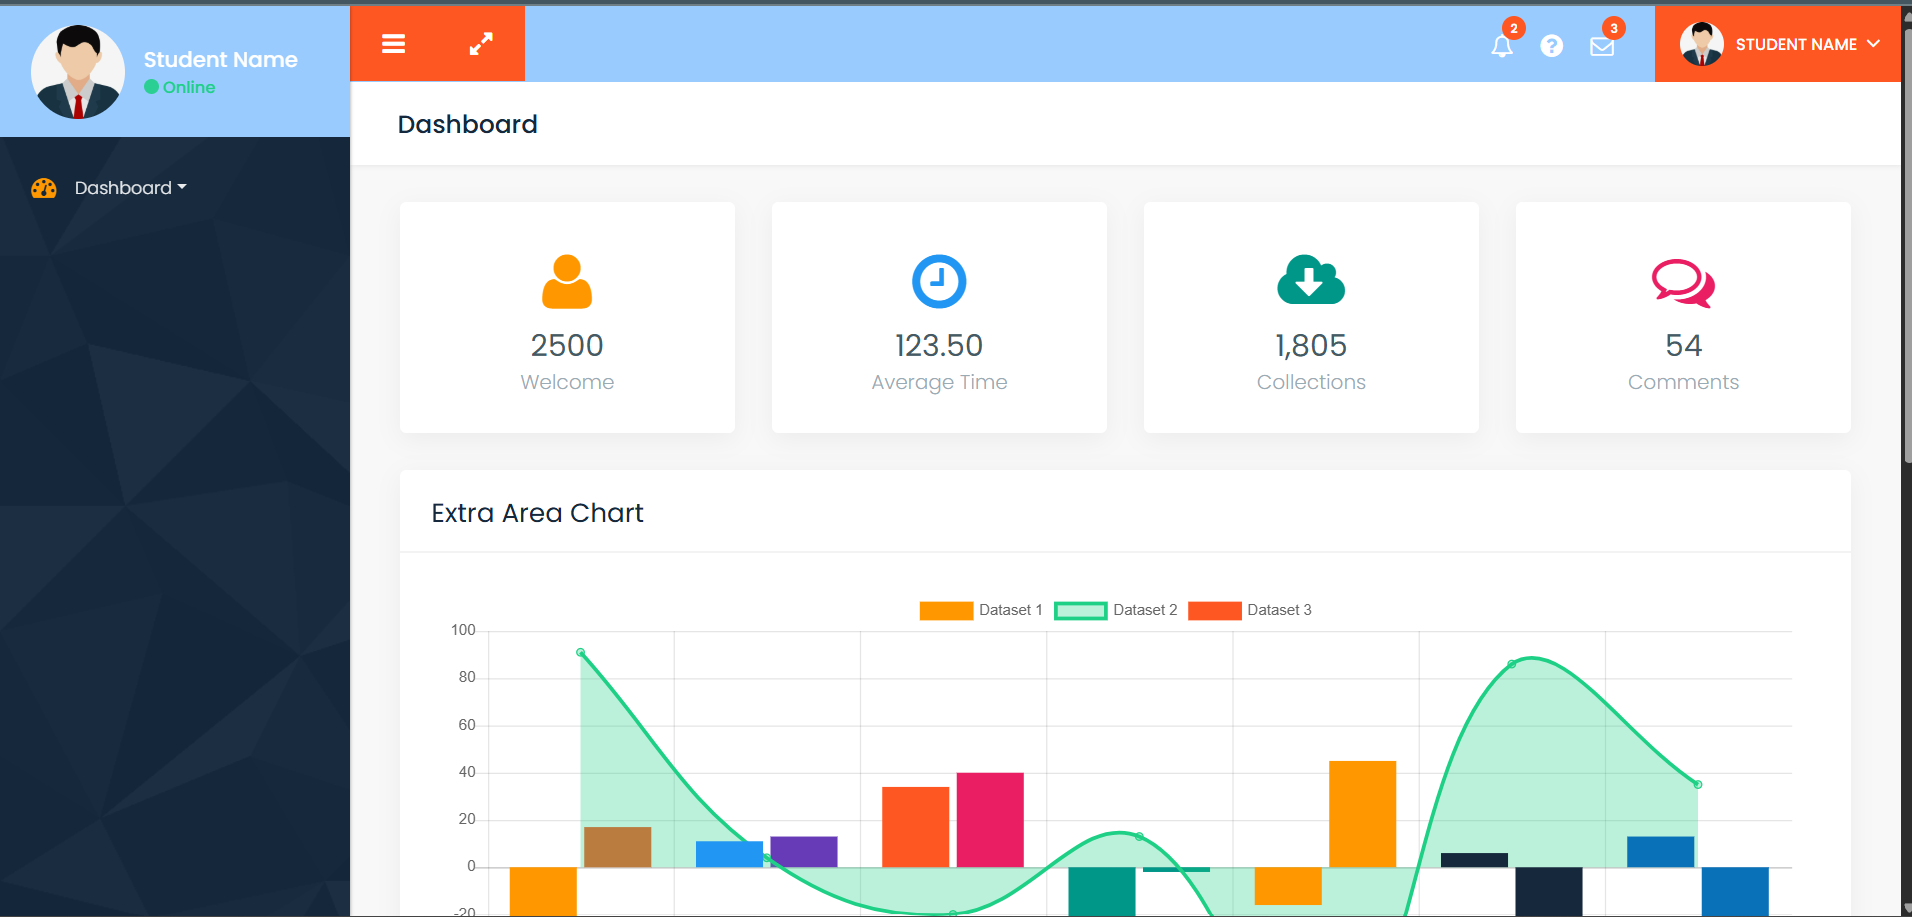 Student Name
Online
2
3
STUDENT NAME
Dashboard
Dashboard
2500
Welcome
123.50
Average Time
1,805
Collections
54
Comments
Extra Area Chart
Dataset 1
Dataset 2
Dataset 3
100
80
60
40
20
0
-20